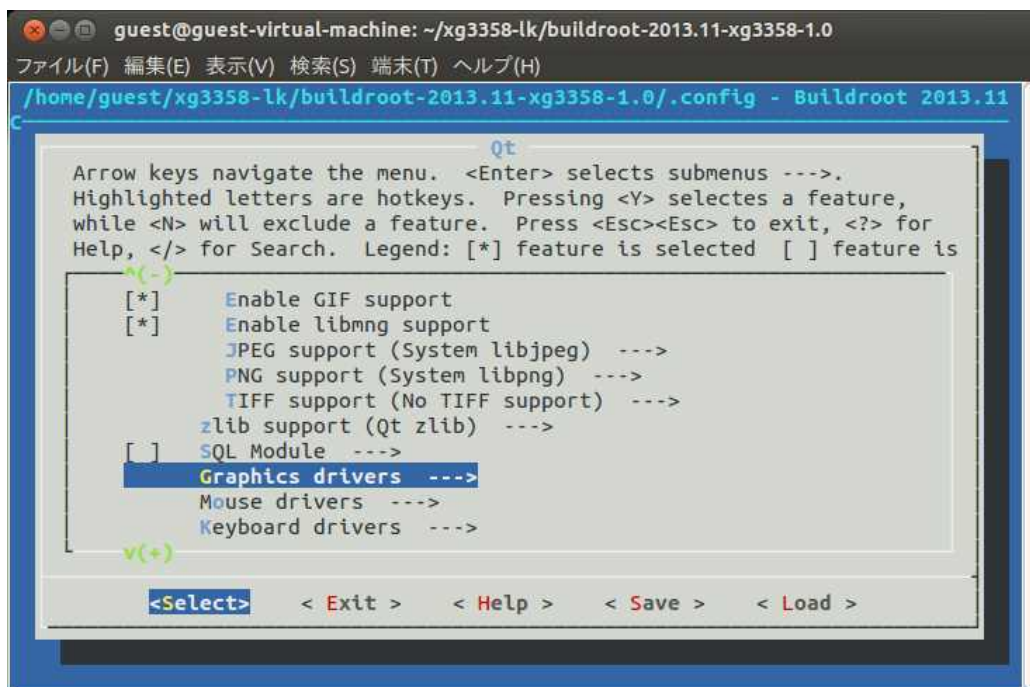 guest@guest-virtual-machine: ~/xg3358-lk/buildroot-2013.11-xg3358-1.0
ファイル(F) 編集(E) 表示(V) 検索(S) 端末(T) ヘルプ(H)
/home/guest/xg3358-lk/buildroot-2013.11-xg3358-1.0/.config - Buildroot 2013.11
C
Qt
Arrow keys navigate the menu.  <Enter> selects submenus --->.
Highlighted letters are hotkeys.  Pressing <Y> selectes a feature,
while <N> will exclude a feature.  Press <Esc><Esc> to exit, <?> for
Help, </> for Search.  Legend: [*] feature is selected  [ ] feature is
^(-)
[*] Enable GIF support
[*] Enable libmng support
JPEG support (System libjpeg)  --->
PNG support (System libpng)  --->
TIFF support (No TIFF support)  --->
zlib support (Qt zlib)  --->
[ ] SQL Module  --->
Graphics drivers  --->
Mouse drivers  --->
Keyboard drivers  --->
v(+)
<Select> < Exit > < Help > < Save > < Load >